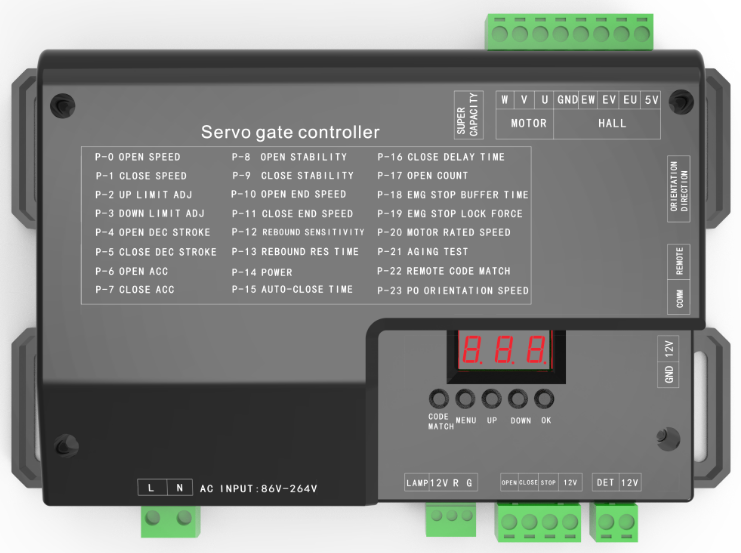 SUPER CAPACITY
W V U GND EW EV EU 5V
MOTOR HALL
Servo gate controller
P-0 OPEN SPEED
P-1 CLOSE SPEED
P-2 UP LIMIT ADJ
P-3 DOWN LIMIT ADJ
P-4 OPEN DEC STROKE
P-5 CLOSE DEC STROKE
P-6 OPEN ACC
P-7 CLOSE ACC
P-8 OPEN STABILITY
P-9 CLOSE STABILITY
P-10 OPEN END SPEED
P-11 CLOSE END SPEED
P-12 REBOUND SENSITIVITY
P-13 REBOUND RES TIME
P-14 POWER
P-15 AUTO-CLOSE TIME
P-16 CLOSE DELAY TIME
P-17 OPEN COUNT
P-18 EMG STOP BUFFER TIME
P-19 EMG STOP LOCK FORCE
P-20 MOTOR RATED SPEED
P-21 AGING TEST
P-22 REMOTE CODE MATCH
P-23 PO ORIENTATION SPEED
ORIENTATION
DIRECTION
COMM REMOTE
GND 12V
8.8.8.
CODE MATCH MENU UP DOWN OK
L N AC INPUT:86V-264V
LAMP 12V R G
OPEN CLOSE STOP 12V
DET 12V